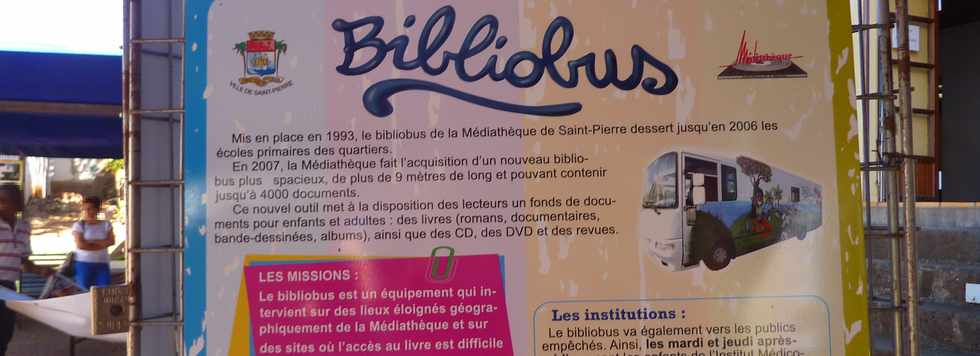 Bibliobus
VILLE DE SAINT-PIERRE
Médiathèque
Mis en place en 1993, le bibliobus de la Médiathèque de Saint-Pierre dessert jusqu'en 2006 les
écoles primaires des quartiers.
En 2007, la Médiathèque fait l'acquisition d'un nouveau biblio-
bus plus spacieux, de plus de 9 mètres de long et pouvant contenir
jusqu'à 4000 documents.
Ce nouvel outil met à la disposition des lecteurs un fonds de docu-
ments pour enfants et adultes : des livres (romans, documentaires,
bande-dessinées, albums), ainsi que des CD, des DVD et des revues.
LES MISSIONS :
Le bibliobus est un équipement qui in-
tervient sur des lieux éloignés géogra-
phiquement de la Médiathèque et sur
des sites où l'accès au livre est difficile
Les institutions :
Le bibliobus va également vers les publics
empêchés. Ainsi, les mardi et jeudi après-
les enfants de l'Institut Médico-